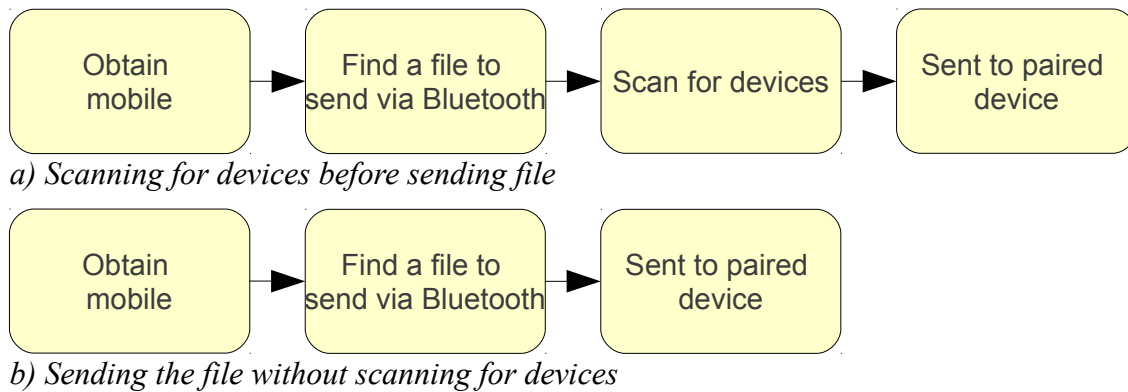 Obtain
mobile
Find a file to
send via Bluetooth
Scan for devices
Sent to paired
device
a) Scanning for devices before sending file
Obtain
mobile
Find a file to
send via Bluetooth
Sent to paired
device
b) Sending the file without scanning for devices